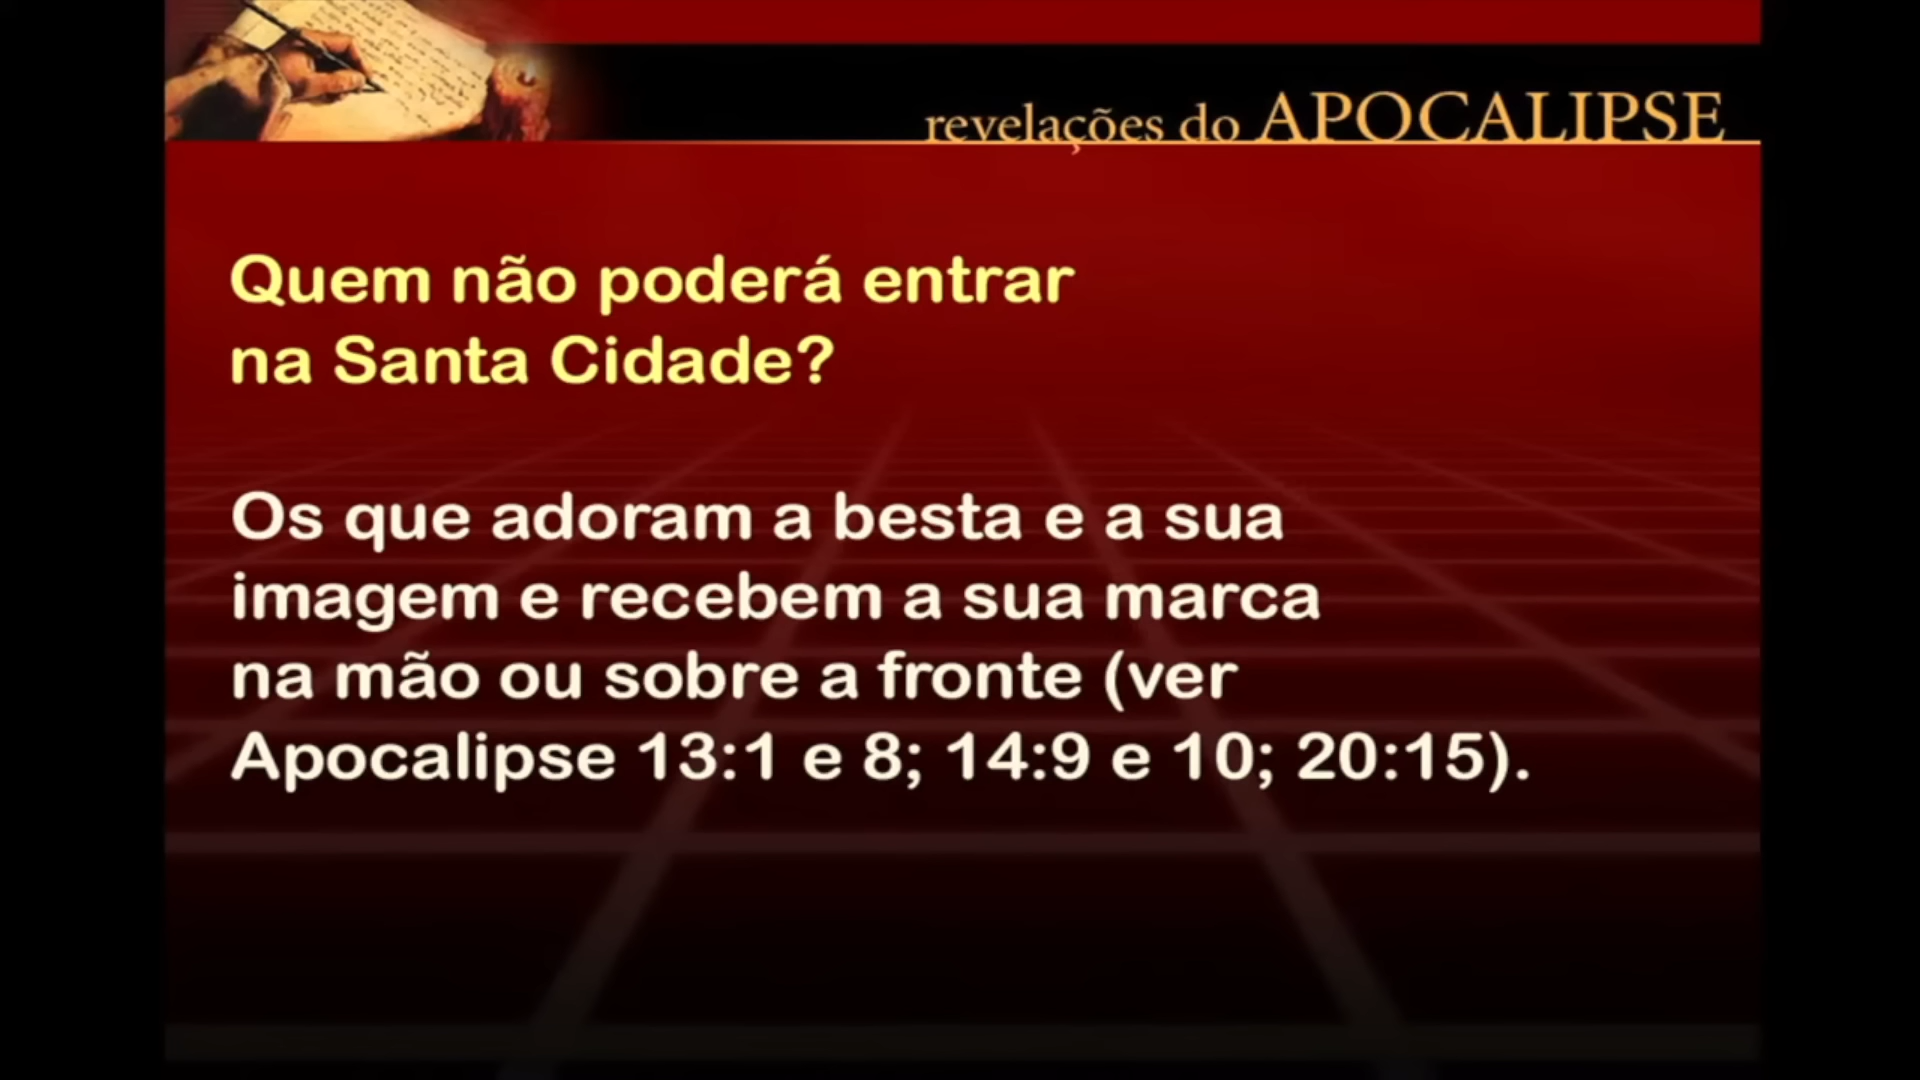 revelações do APOCALIPSE
Quem não poderá entrar
na Santa Cidade?
Os que adoram a besta e a sua
imagem e recebem a sua marca
na mão ou sobre a fronte (ver
Apocalipse 13:1 e 8; 14:9 e 10; 20:15).